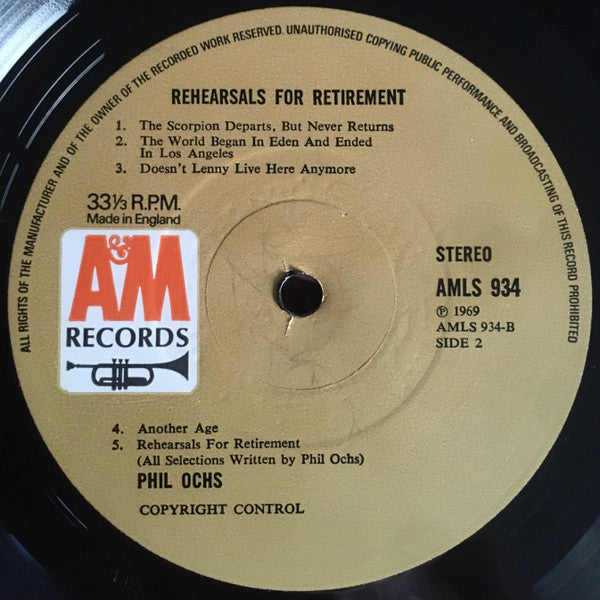 ALL RIGHTS OF THE MANUFACTURER AND OF THE OWNER OF THE RECORDED WORK RESERVED. UNAUTHORISED COPYING PUBLIC PERFORMANCE AND BROADCASTING OF THIS RECORD PROHIBITED
REHEARSALS FOR RETIREMENT
1. The Scorpion Departs, But Never Returns
2. The World Began In Eden And Ended
In Los Angeles
3. Doesn't Lenny Live Here Anymore
33⅓ R.P.M.
Made in England
A&M
RECORDS
STEREO
AMLS 934
℗ 1969
AMLS 934-B
SIDE 2
4. Another Age
5. Rehearsals For Retirement
(All Selections Written by Phil Ochs)
PHIL OCHS
COPYRIGHT CONTROL